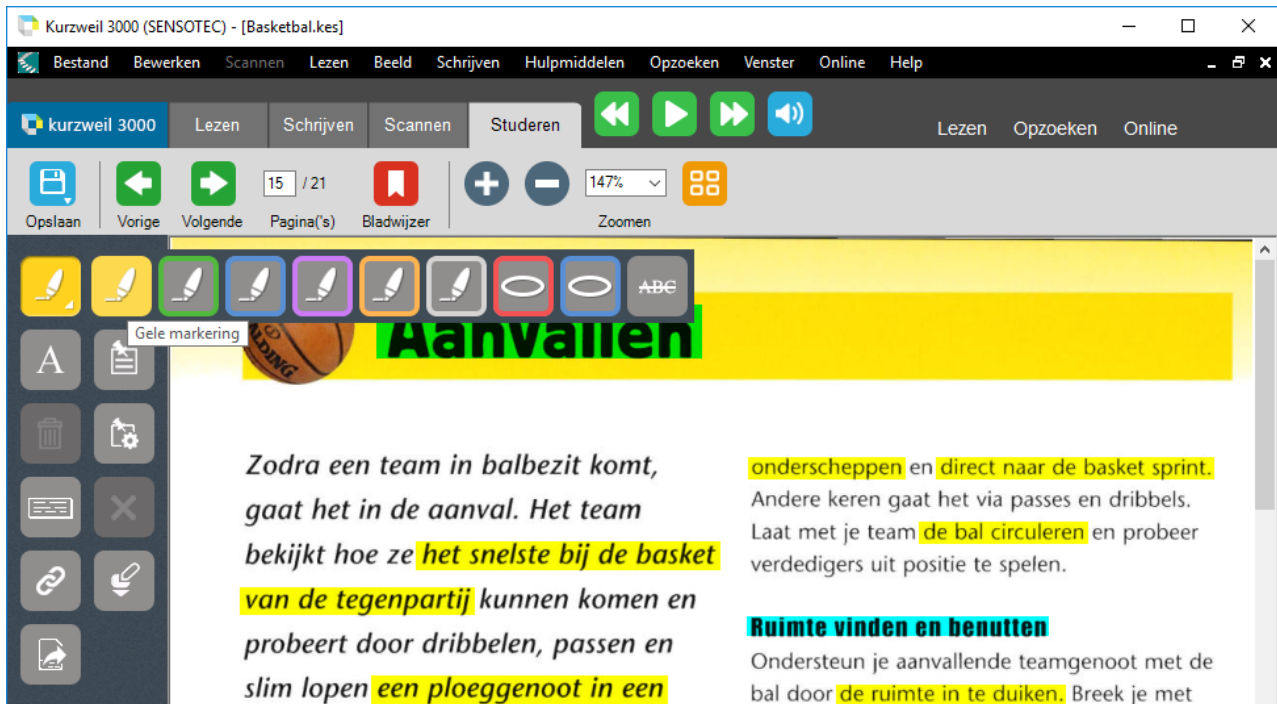 Kurzweil 3000 (SENSOTEC) - [Basketbal.kes]
Bestand Bewerken Scannen Lezen Beeld Schrijven Hulpmiddelen Opzoeken Venster Online Help
kurzweil 3000 Lezen Schrijven Scannen Studeren Lezen Opzoeken Online
15 / 21 147%
Opslaan Vorige Volgende Pagina('s) Bladwijzer Zoomen
ABC
Gele markering
A
SPALDING
Aanvallen
Zodra een team in balbezit komt,
gaat het in de aanval. Het team
bekijkt hoe ze het snelste bij de basket
van de tegenpartij kunnen komen en
probeert door dribbelen, passen en
slim lopen een ploeggenoot in een
onderscheppen en direct naar de basket sprint.
Andere keren gaat het via passes en dribbels.
Laat met je team de bal circuleren en probeer
verdedigers uit positie te spelen.
Ruimte vinden en benutten
Ondersteun je aanvallende teamgenoot met de
bal door de ruimte in te duiken. Breek je met